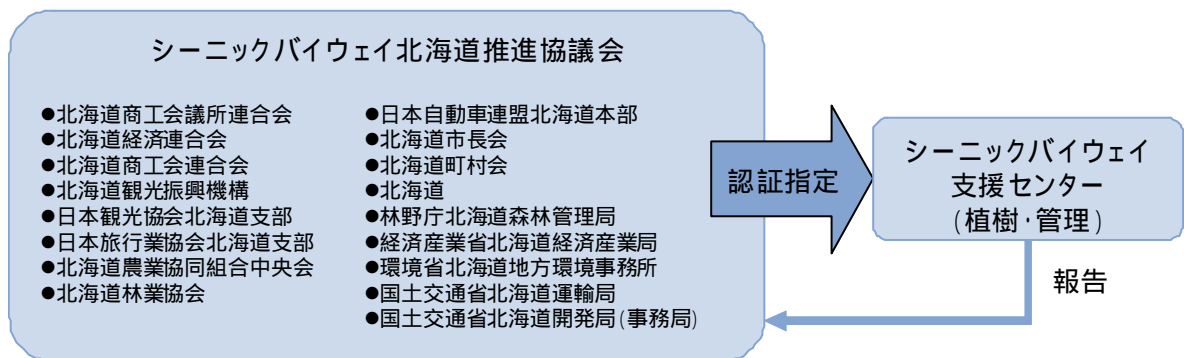 シーニックバイウェイ北海道推進協議会
●北海道商工会議所連合会
●北海道経済連合会
●北海道商工会連合会
●北海道観光振興機構
●日本観光協会北海道支部
●日本旅行業協会北海道支部
●北海道農業協同組合中央会
●北海道林業協会
●日本自動車連盟北海道本部
●北海道市長会
●北海道町村会
●北海道
●林野庁北海道森林管理局
●経済産業省北海道経済産業局
●環境省北海道地方環境事務所
●国土交通省北海道運輸局
●国土交通省北海道開発局(事務局)
認証指定
シーニックバイウェイ
支援センター
(植樹・管理)
報告